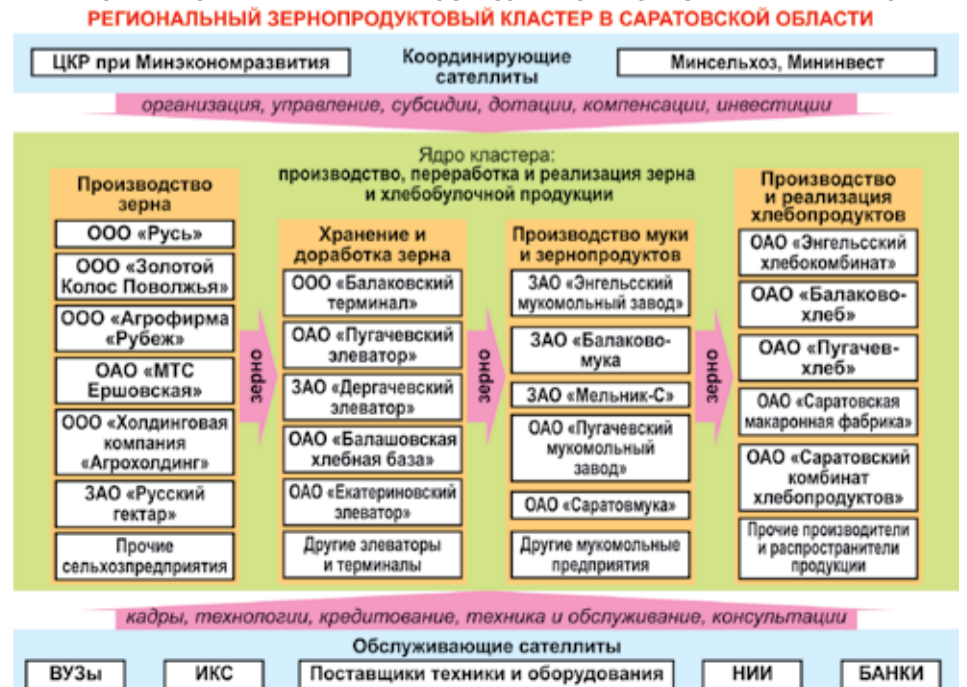 РЕГИОНАЛЬНЫЙ ЗЕРНОПРОДУКТОВЫЙ КЛАСТЕР В САРАТОВСКОЙ ОБЛАСТИ
ЦКР при Минэкономразвития
Координирующие
сателлиты
Минсельхоз, Мининвест
организация, управление, субсидии, дотации, компенсации, инвестиции
Ядро кластера:
производство, переработка и реализация зерна
и хлебобулочной продукции
Производство
зерна
ООО «Русь»
ООО «Золотой
Колос Поволжья»
ООО «Агрофирма
«Рубеж»
ОАО «МТС
Ершовская»
ООО «Холдинговая
компания
«Агрохолдинг»
ЗАО «Русский
гектар»
Прочие
сельхозпредприятия
зерно
Хранение и
доработка зерна
ООО «Балаковский
терминал»
ОАО «Пугачевский
элеватор»
ЗАО «Дергачевский
элеватор»
ОАО «Балашовская
хлебная база»
ОАО «Екатериновский
элеватор»
Другие элеваторы
и терминалы
зерно
Производство муки
и зернопродуктов
ЗАО «Энгельсский
мукомольный завод»
ЗАО «Балаково-
мука
ЗАО «Мельник-С»
ОАО «Пугачевский
мукомольный
завод»
ОАО «Саратовмука»
Другие мукомольные
предприятия
зерно
Производство
и реализация
хлебопродуктов
ОАО «Энгельсский
хлебокомбинат»
ОАО «Балаково-
хлеб»
ОАО «Пугачев-
хлеб»
ОАО «Саратовская
макаронная фабрика»
ОАО «Саратовский
комбинат
хлебопродуктов»
Прочие производители
и распространители
продукции
кадры, технологии, кредитование, техника и обслуживание, консультации
Обслуживающие сателлиты
ВУЗы
ИКС
Поставщики техники и оборудования
НИИ
БАНКИ